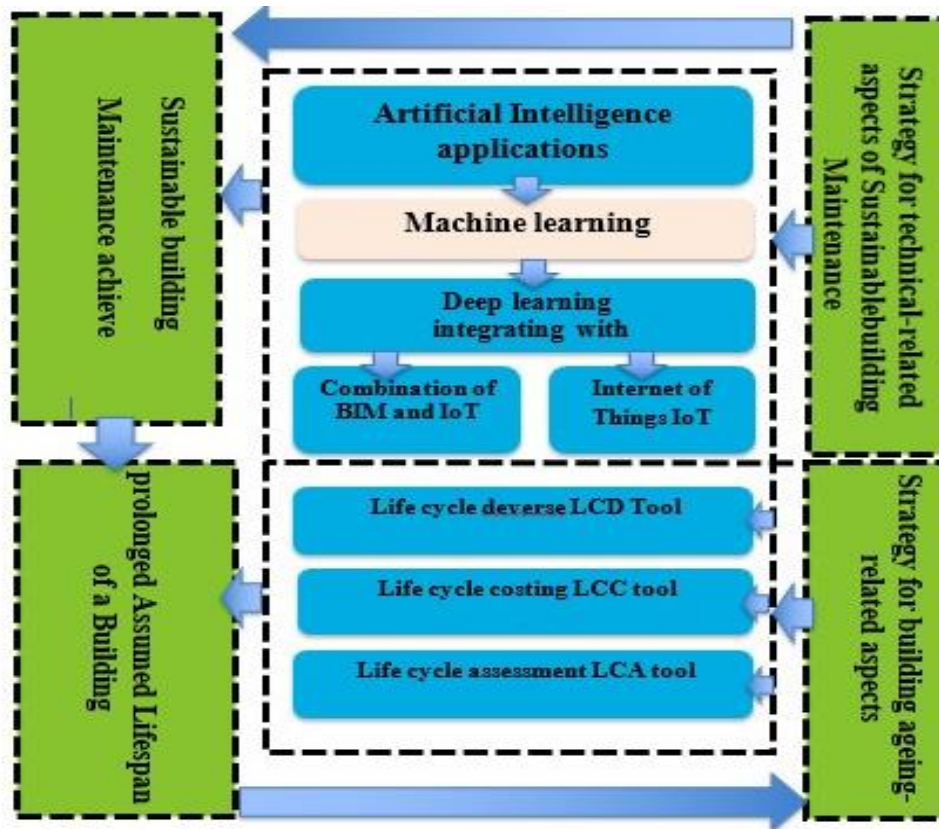 Sustainable building
Maintenance achieve
Artificial Intelligence
applications
Machine learning
Deep learning
integrating with
Combination of
BIM and IoT
Internet of
Things IoT
Strategy for technical-related
aspects of Sustainablebuilding
Maintenance
prolonged Assumed Lifespan
of a Building
Life cycle deverse LCD Tool
Life cycle costing LCC tool
Life cycle assessment LCA tool
Strategy for building ageing-
related aspects